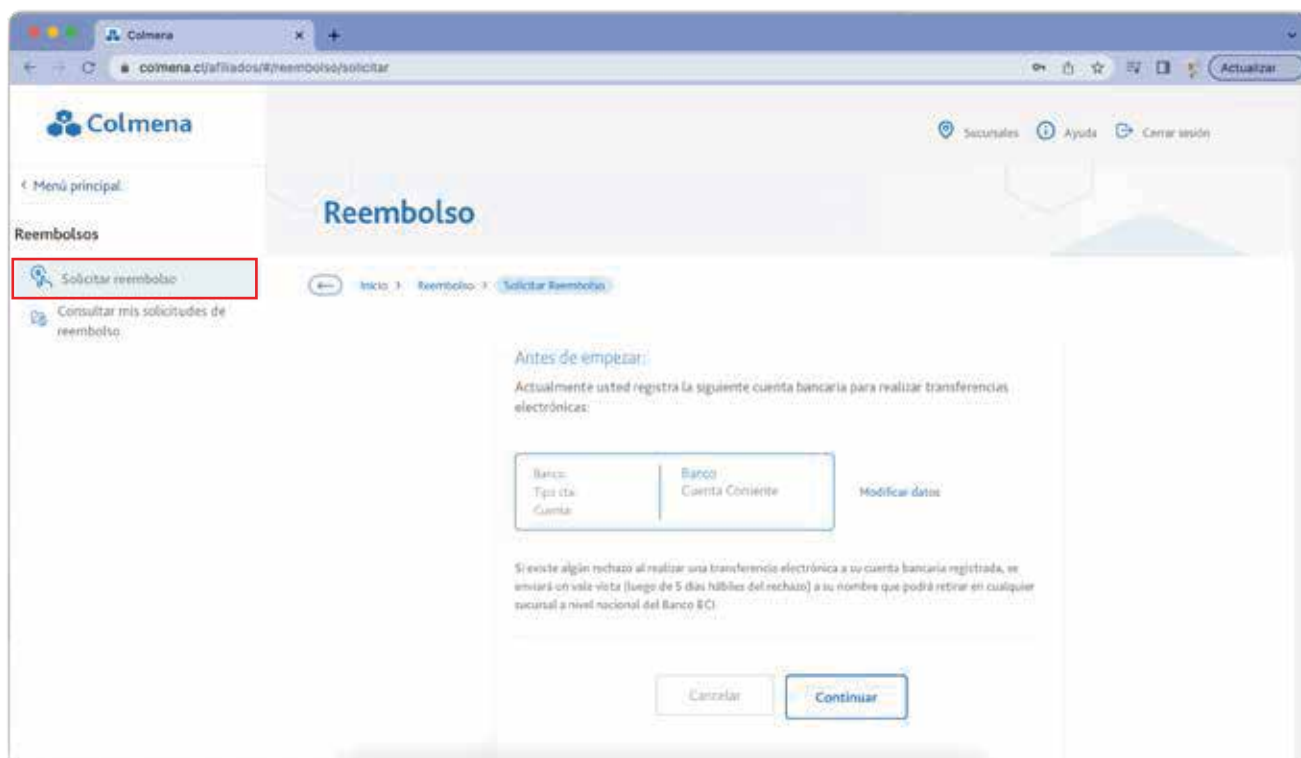 Colmena
colmena.cl/afiliados/#/reembolso/solicitar
Actualizar
Colmena
Sucursales
Ayuda
Cerrar sesión
Menú principal
Reembolso
Reembolsos
Solicitar reembolso
Consultar mis solicitudes de
reembolso
Inicio > Reembolso > Solicitar Reembolso
Antes de empezar:
Actualmente usted registra la siguiente cuenta bancaria para realizar transferencias
electrónicas:
Banco:
Tipo cta:
Cuenta:
Banco
Cuenta Corriente
Modificar datos
Si existe algún rechazo al realizar una transferencia electrónica a su cuenta bancaria registrada, se
enviará un vale vista (luego de 5 días hábiles del rechazo) a su nombre que podrá retirar en cualquier
sucursal a nivel nacional del Banco BCI
Cancelar
Continuar